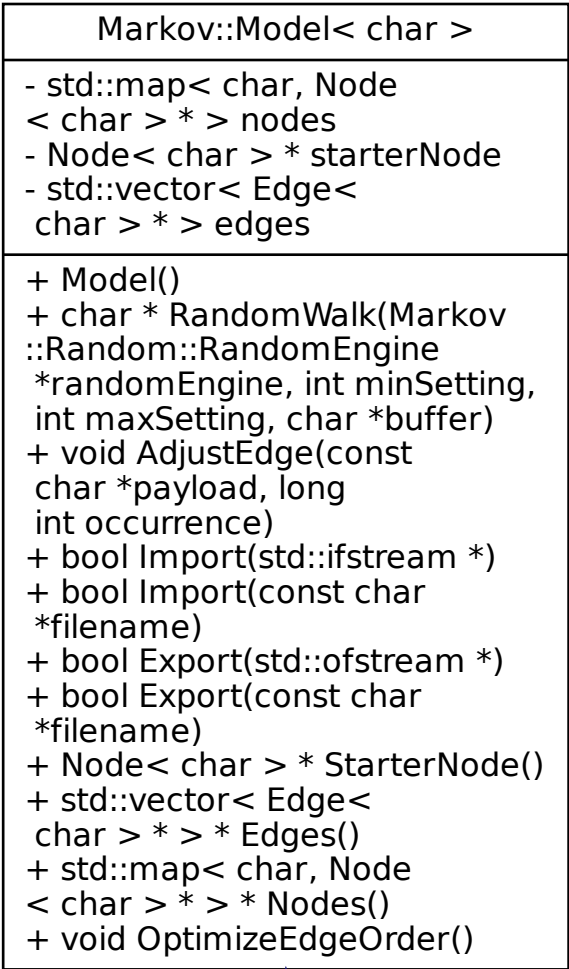 Markov::Model< char >
- std::map< char, Node
< char > * > nodes
- Node< char > * starterNode
- std::vector< Edge<
char > * > edges
+ Model()
+ char * RandomWalk(Markov
::Random::RandomEngine
*randomEngine, int minSetting,
int maxSetting, char *buffer)
+ void AdjustEdge(const
char *payload, long
int occurrence)
+ bool Import(std::ifstream *)
+ bool Import(const char
*filename)
+ bool Export(std::ofstream *)
+ bool Export(const char
*filename)
+ Node< char > * StarterNode()
+ std::vector< Edge<
char > * > * Edges()
+ std::map< char, Node
< char > * > * Nodes()
+ void OptimizeEdgeOrder()